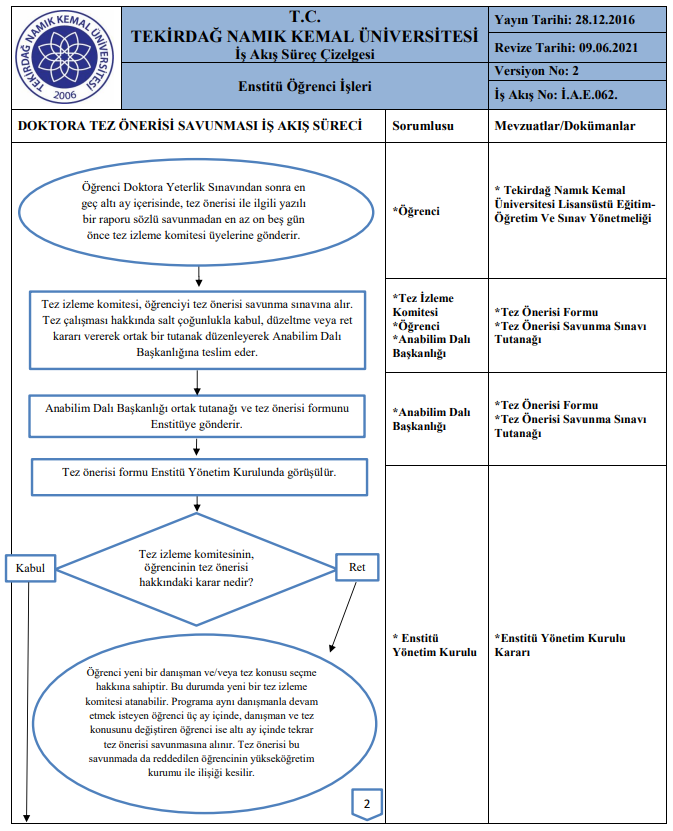 T.C.
TEKİRDAĞ NAMIK KEMAL ÜNİVERSİTESİ
İş Akış Süreç Çizelgesi
Enstitü Öğrenci İşleri
Yayın Tarihi: 28.12.2016
Revize Tarihi: 09.06.2021
Versiyon No: 2
İş Akış No: İ.A.E.062.
TEKİRDAĞ NAMIK KEMAL ÜNİVERSİTESİ
2006
DOKTORA TEZ ÖNERİSİ SAVUNMASI İŞ AKIŞ SÜRECİ
Sorumlusu
Mevzuatlar/Dokümanlar
Öğrenci Doktora Yeterlik Sınavından sonra en
geç altı ay içerisinde, tez önerisi ile ilgili yazılı
bir raporu sözlü savunmadan en az on beş gün
önce tez izleme komitesi üyelerine gönderir.
*Öğrenci
* Tekirdağ Namık Kemal
Üniversitesi Lisansüstü Eğitim-
Öğretim Ve Sınav Yönetmeliği
Tez izleme komitesi, öğrenciyi tez önerisi savunma sınavına alır.
Tez çalışması hakkında salt çoğunlukla kabul, düzeltme veya ret
kararı vererek ortak bir tutanak düzenleyerek Anabilim Dalı
Başkanlığına teslim eder.
*Tez İzleme
Komitesi
*Öğrenci
*Anabilim Dalı
Başkanlığı
*Tez Önerisi Formu
*Tez Önerisi Savunma Sınavı
Tutanağı
Anabilim Dalı Başkanlığı ortak tutanağı ve tez önerisi formunu
Enstitüye gönderir.
*Anabilim Dalı
Başkanlığı
*Tez Önerisi Formu
*Tez Önerisi Savunma Sınavı
Tutanağı
Tez önerisi formu Enstitü Yönetim Kurulunda görüşülür.
Tez izleme komitesinin,
öğrencinin tez önerisi
hakkındaki karar nedir?
Kabul
Ret
Öğrenci yeni bir danışman ve/veya tez konusu seçme
hakkına sahiptir. Bu durumda yeni bir tez izleme
komitesi atanabilir. Programa aynı danışmanla devam
etmek isteyen öğrenci üç ay içinde, danışman ve tez
konusunu değiştiren öğrenci ise altı ay içinde tekrar
tez önerisi savunmasına alınır. Tez önerisi bu
savunmada da reddedilen öğrencinin yükseköğretim
kurumu ile ilişiği kesilir.
* Enstitü
Yönetim Kurulu
*Enstitü Yönetim Kurulu
Kararı
2